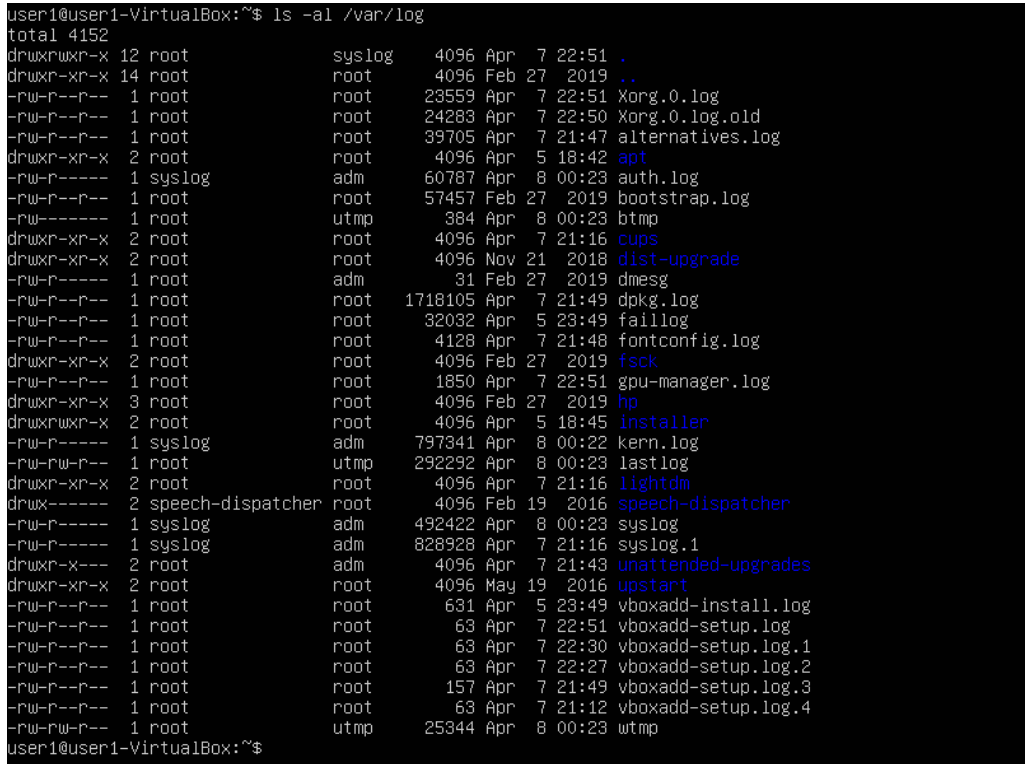 user1@user1-VirtualBox:~$ ls -al /var/log
total 4152
drwxrwxr-x 12 root              syslog    4096 Apr  7 22:51 .
drwxr-xr-x 14 root              root      4096 Feb 27  2019 ..
-rw-r--r--  1 root              root     23559 Apr  7 22:51 Xorg.0.log
-rw-r--r--  1 root              root     24283 Apr  7 22:50 Xorg.0.log.old
-rw-r--r--  1 root              root     39705 Apr  7 21:47 alternatives.log
drwxr-xr-x  2 root              root      4096 Apr  5 18:42 apt
-rw-r-----  1 syslog            adm      60787 Apr  8 00:23 auth.log
-rw-r--r--  1 root              root     57457 Feb 27  2019 bootstrap.log
-rw-------  1 root              utmp       384 Apr  8 00:23 btmp
drwxr-xr-x  2 root              root      4096 Apr  7 21:16 cups
drwxr-xr-x  2 root              root      4096 Nov 21  2018 dist-upgrade
-rw-r-----  1 root              adm         31 Feb 27  2019 dmesg
-rw-r--r--  1 root              root   1718105 Apr  7 21:49 dpkg.log
-rw-r--r--  1 root              root     32032 Apr  5 23:49 faillog
-rw-r--r--  1 root              root      4128 Apr  7 21:48 fontconfig.log
drwxr-xr-x  2 root              root      4096 Feb 27  2019 fsck
-rw-r--r--  1 root              root      1850 Apr  7 22:51 gpu-manager.log
drwxr-xr-x  3 root              root      4096 Feb 27  2019 hp
drwxrwxr-x  2 root              root      4096 Apr  5 18:45 installer
-rw-r-----  1 syslog            adm     797341 Apr  8 00:22 kern.log
-rw-rw-r--  1 root              utmp    292292 Apr  8 00:23 lastlog
drwxr-xr-x  2 root              root      4096 Apr  7 21:16 lightdm
drwx------  2 speech-dispatcher root      4096 Feb 19  2016 speech-dispatcher
-rw-r-----  1 syslog            adm     492422 Apr  8 00:23 syslog
-rw-r-----  1 syslog            adm     828928 Apr  7 21:16 syslog.1
drwxr-x---  2 root              adm       4096 Apr  7 21:43 unattended-upgrades
drwxr-xr-x  2 root              root      4096 May 19  2016 upstart
-rw-r--r--  1 root              root       631 Apr  5 23:49 vboxadd-install.log
-rw-r--r--  1 root              root        63 Apr  7 22:51 vboxadd-setup.log
-rw-r--r--  1 root              root        63 Apr  7 22:30 vboxadd-setup.log.1
-rw-r--r--  1 root              root        63 Apr  7 22:27 vboxadd-setup.log.2
-rw-r--r--  1 root              root       157 Apr  7 21:49 vboxadd-setup.log.3
-rw-r--r--  1 root              root        63 Apr  7 21:12 vboxadd-setup.log.4
-rw-rw-r--  1 root              utmp     25344 Apr  8 00:23 wtmp
user1@user1-VirtualBox:~$